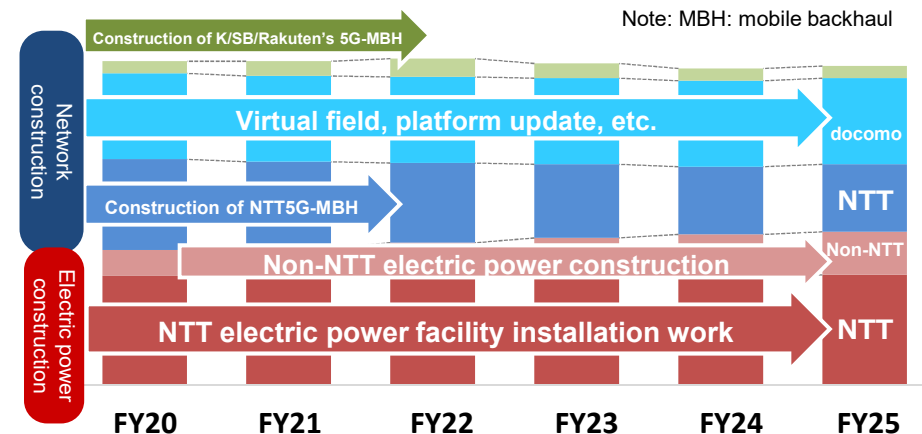 Note: MBH: mobile backhaul
Construction of K/SB/Rakuten's 5G-MBH
Network
construction
Virtual field, platform update, etc.
docomo
Construction of NTT5G-MBH
NTT
Non-NTT
Non-NTT electric power construction
Electric power
construction
NTT electric power facility installation work
NTT
FY20 FY21 FY22 FY23 FY24 FY25